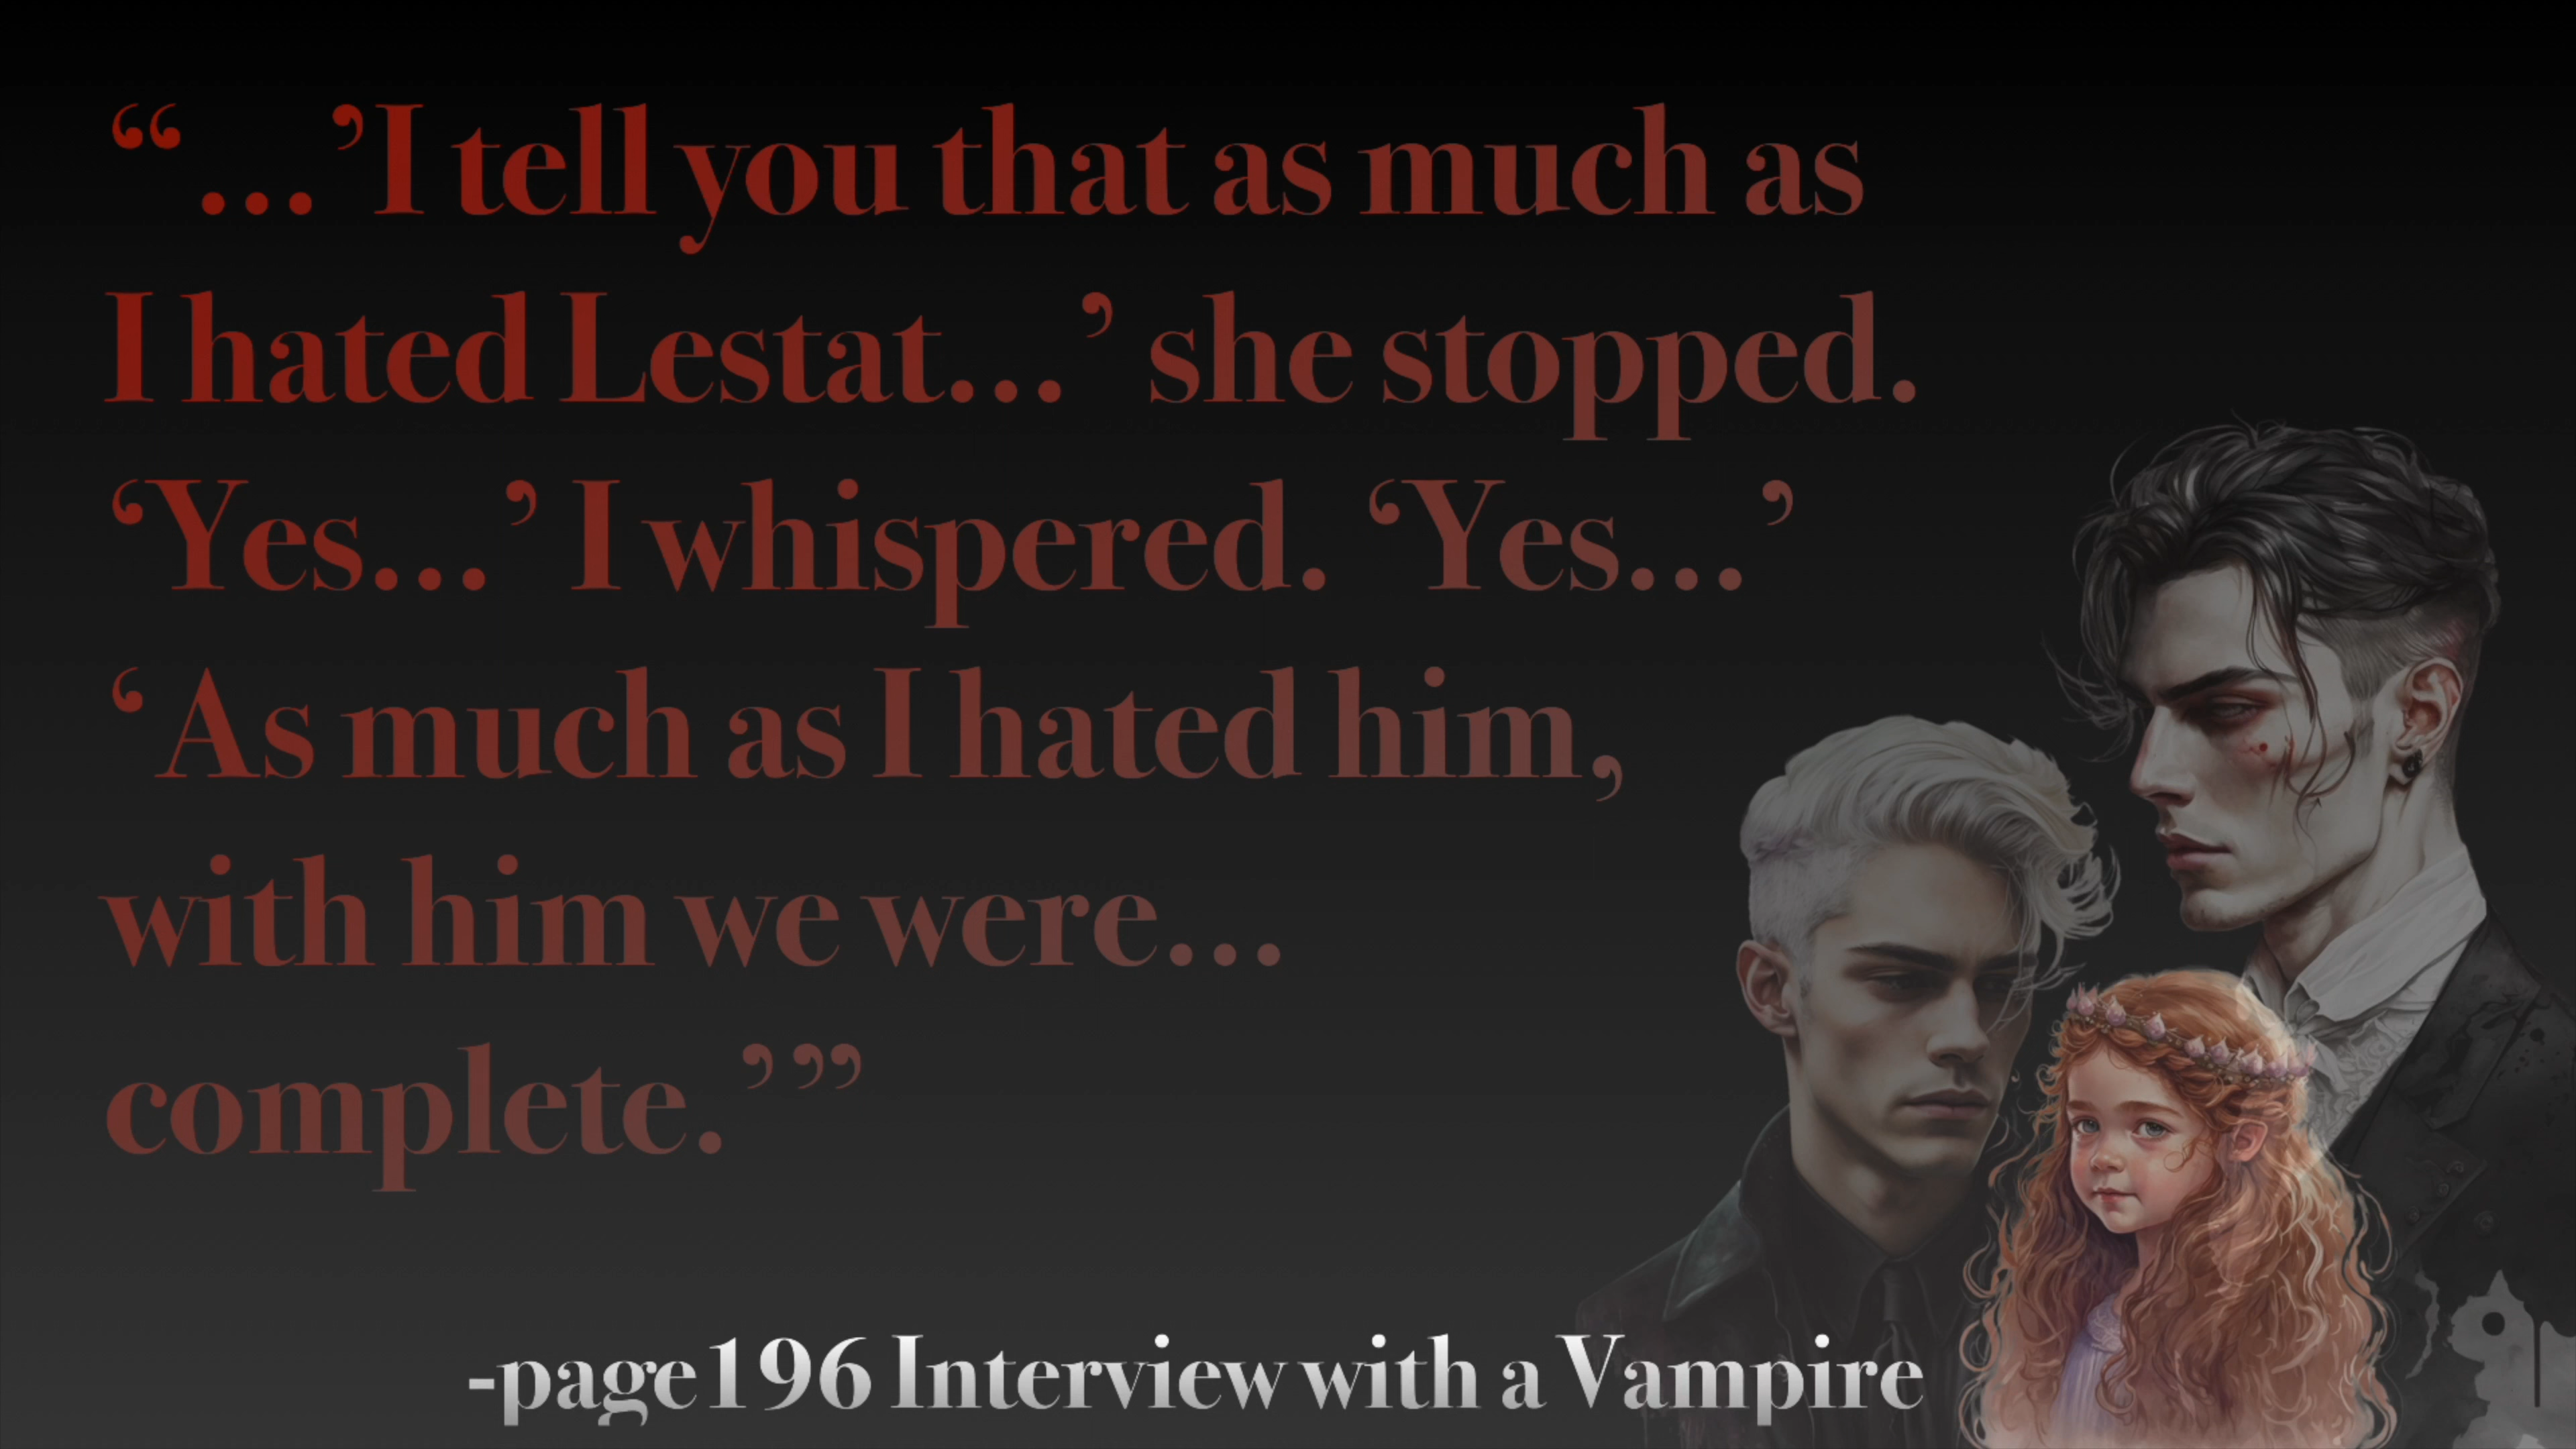 “...’I tell you that as much as
I hated Lestat...’ she stopped.
‘Yes...’ I whispered. ‘Yes...’
‘As much as I hated him,
with him we were...
complete.’”
-page196 Interview with a Vampire